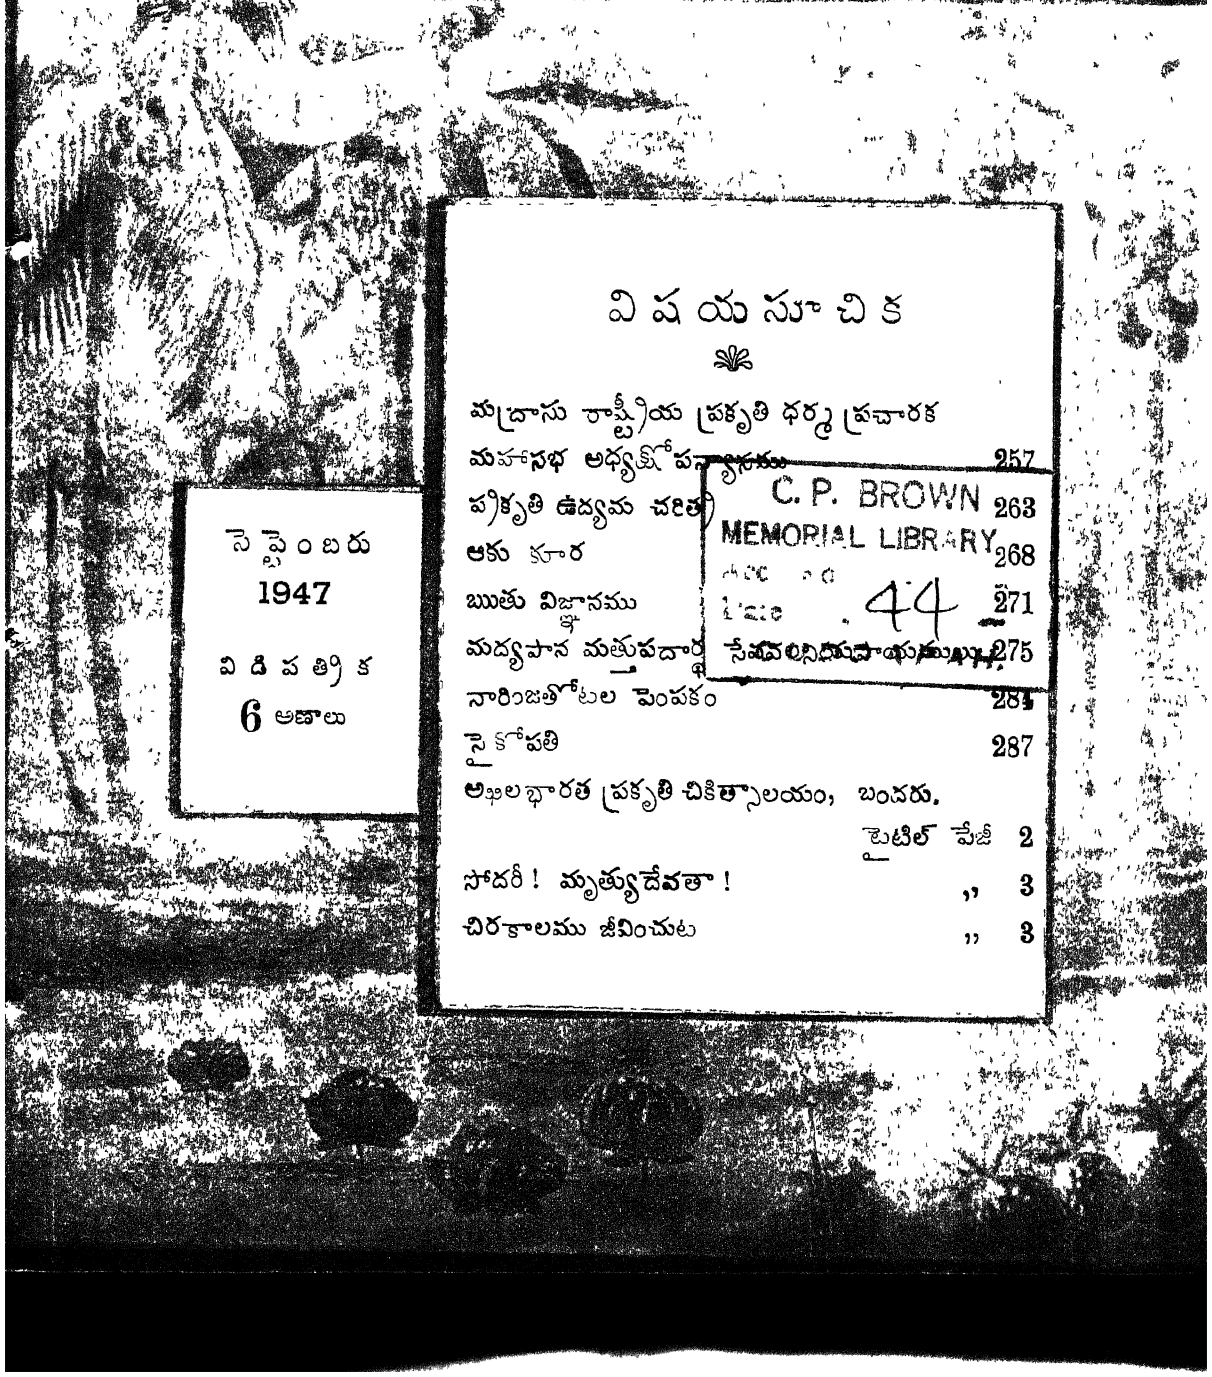 విషయసూచిక
మద్రాసు రాష్ట్రీయ ప్రకృతి ధర్మ ప్రచారక
మహాసభ అధ్యక్షోపన్యాసము 257
ప్రకృతి ఉద్యమ చరిత్ర 263
ఆకు కూర 268
ఋతు విజ్ఞానము 271
మద్యపాన మత్తుపదార్థ 275
నారింజతోటల పెంపకం 284
సైకోపతి 287
అఖిలభారత ప్రకృతి చికిత్సాలయం, బందరు.
టైటిల్ పేజీ 2
సోదరీ! మృత్యుదేవతా! ,, 3
చిరకాలము జీవించుట ,, 3
C. P. BROWN
MEMORIAL LIBRARY
44
సెప్టెంబరు
1947
విడిపత్రిక
6 అణాలు